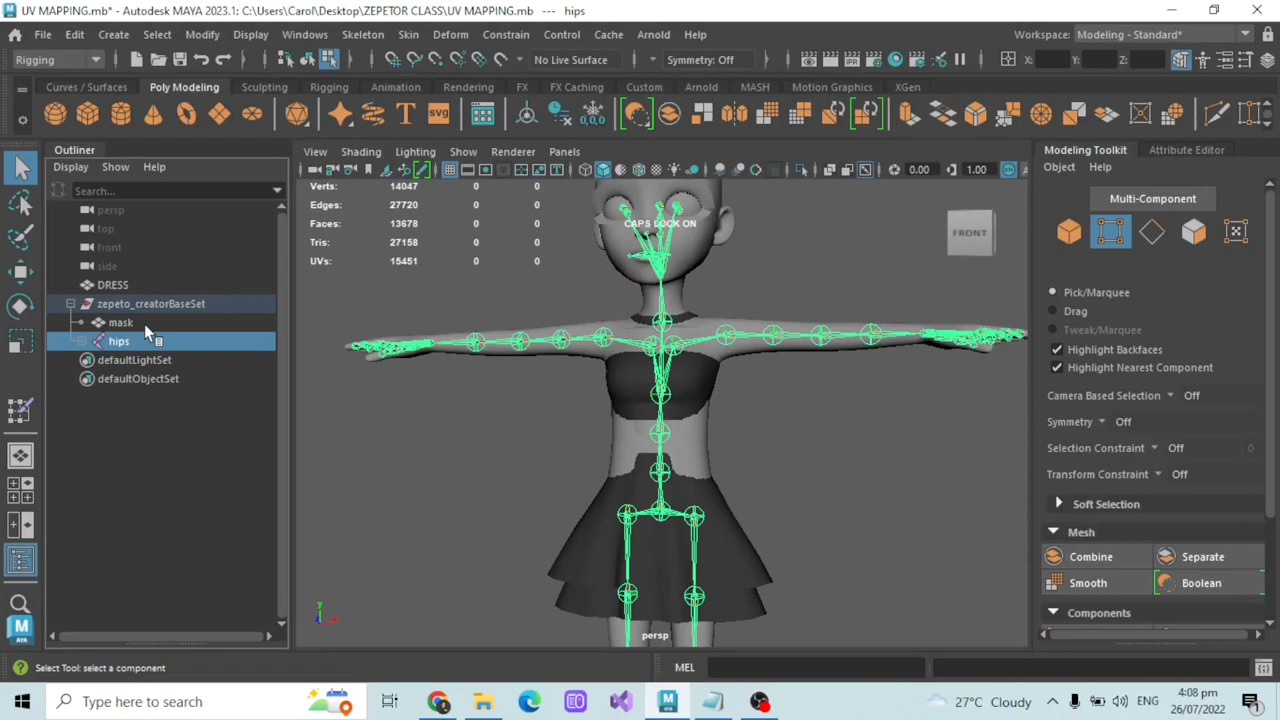 UV MAPPING.mb* - Autodesk MAYA 2023.1: C:\Users\Carol\Desktop\ZEPETOR CLASS\UV MAPPING.mb --- hips
File Edit Create Select Modify Display Windows Skeleton Skin Deform Constrain Control Cache Arnold Help Workspace: Modeling - Standard*
Rigging No Live Surface Symmetry: Off X: Y: Z:
Curves / Surfaces Poly Modeling Sculpting Rigging Animation Rendering FX FX Caching Custom Arnold MASH Motion Graphics XGen
T SVG 0,0,0
Outliner
Display Show Help
Search...
persp
top
front
side
DRESS
zepeto_creatorBaseSet
mask
hips
defaultLightSet
defaultObjectSet
View Shading Lighting Show Renderer Panels
0.00 1.00
Verts: 14047 0 0
Edges: 27720 0 0
Faces: 13678 0 0
Tris: 27158 0 0
UVs: 15451 0 0
CAPS LOCK ON
FRONT
y
persp
Modeling Toolkit Attribute Editor
Object Help
Multi-Component
Pick/Marquee
Drag
Tweak/Marquee
Highlight Backfaces
Highlight Nearest Component
Camera Based Selection Off
Symmetry Off
Selection Constraint Off 0
Transform Constraint Off
Soft Selection
Mesh
Combine Separate
Smooth Boolean
Components
M
AYA
Select Tool: select a component MEL
Type here to search 27°C Cloudy ENG 4:08 pm
26/07/2022